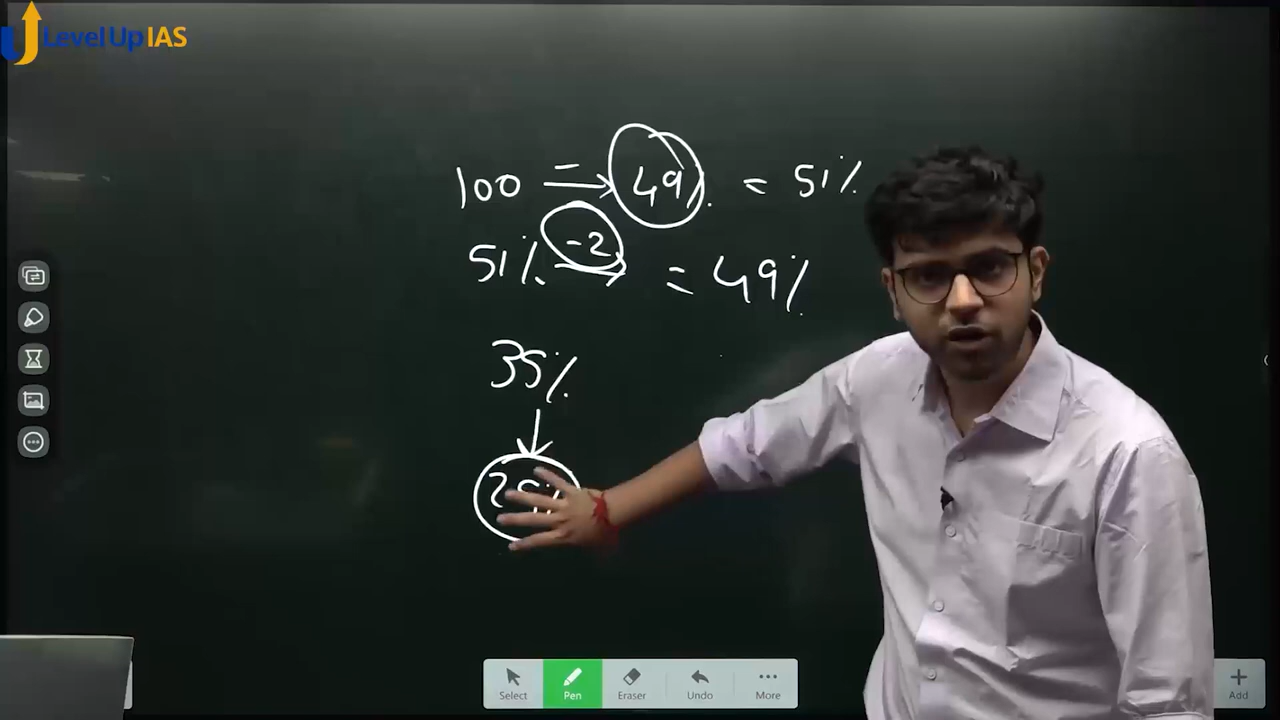 Level Up IAS
100 - → 49% = 51%
51% -2 → = 49%
35%
↓
Select Pen Eraser Undo More Add